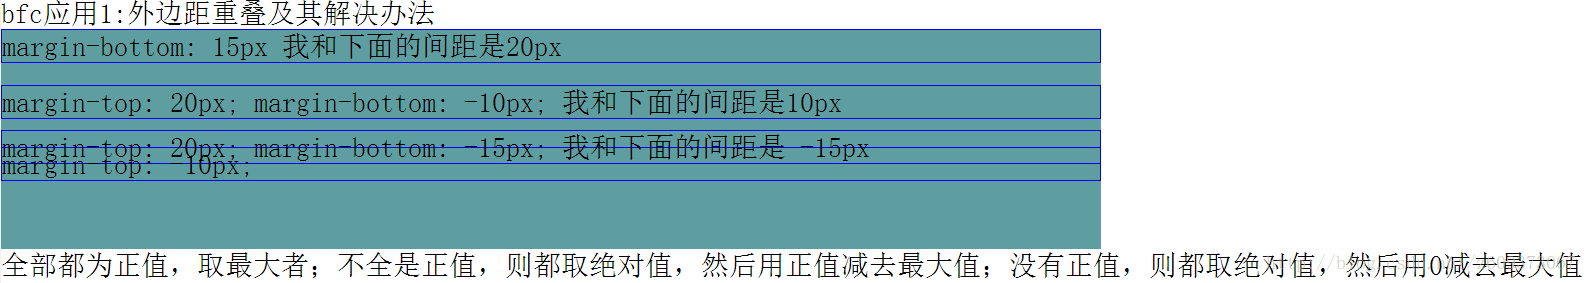 bfc应用1:外边距重叠及其解决办法
margin-bottom: 15px 我和下面的间距是20px
margin-top: 20px; margin-bottom: -10px; 我和下面的间距是10px
margin-top: 20px; margin-bottom: -15px; 我和下面的间距是 -15px
margin-top: -10px;
全部都为正值，取最大者；不全是正值，则都取绝对值，然后用正值减去最大值；没有正值，则都取绝对值，然后用0减去最大值